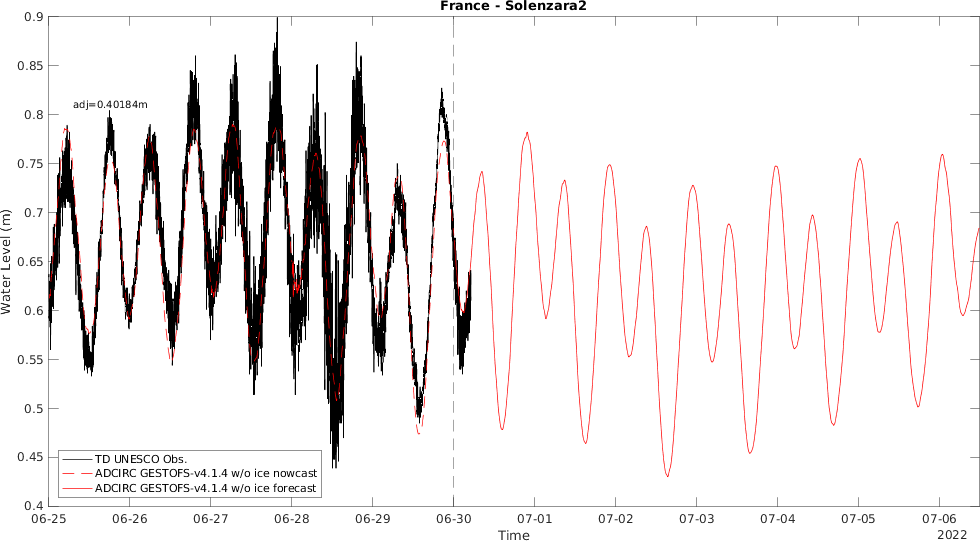 France - Solenzara2
0.9
0.85
0.8
0.75
0.7
0.65
0.6
0.55
0.5
0.45
0.4
Water Level (m)
adj=0.40184m
TD UNESCO Obs.
ADCIRC GESTOFS-v4.1.4 w/o ice nowcast
ADCIRC GESTOFS-v4.1.4 w/o ice forecast
06-25 06-26 06-27 06-28 06-29 06-30 07-01 07-02 07-03 07-04 07-05 07-06
Time
2022